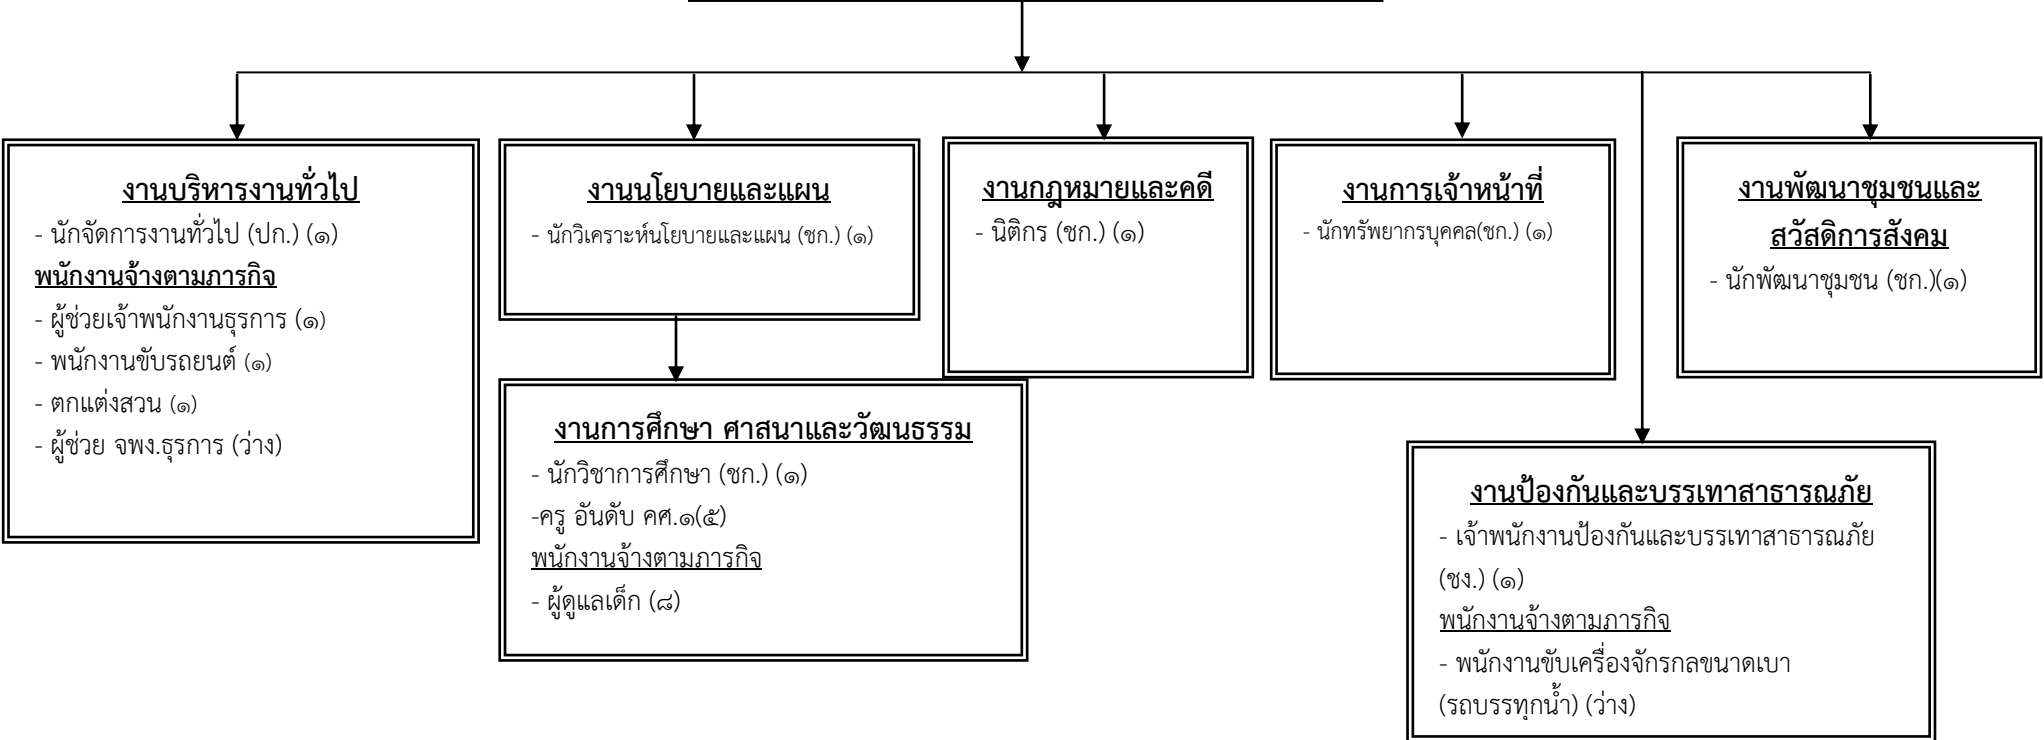 งานบริหารงานทั่วไป
- นักจัดการงานทั่วไป (ปก.) (๑)
พนักงานจ้างตามภารกิจ
- ผู้ช่วยเจ้าพนักงานธุรการ (๑)
- พนักงานขับรถยนต์ (๑)
- ตกแต่งสวน (๑)
- ผู้ช่วย จพง.ธุรการ (ว่าง)
งานนโยบายและแผน
- นักวิเคราะห์นโยบายและแผน (ชก.) (๑)
งานกฎหมายและคดี
- นิติกร (ชก.) (๑)
งานการเจ้าหน้าที่
- นักทรัพยากรบุคคล(ชก.) (๑)
งานพัฒนาชุมชนและ
สวัสดิการสังคม
- นักพัฒนาชุมชน (ชก.)(๑)
งานการศึกษา ศาสนาและวัฒนธรรม
- นักวิชาการศึกษา (ชก.) (๑)
-ครู อันดับ คศ.๑(๕)
พนักงานจ้างตามภารกิจ
- ผู้ดูแลเด็ก (๘)
งานป้องกันและบรรเทาสาธารณภัย
- เจ้าพนักงานป้องกันและบรรเทาสาธารณภัย
(ชง.) (๑)
พนักงานจ้างตามภารกิจ
- พนักงานขับเครื่องจักรกลขนาดเบา
(รถบรรทุกน้ำ) (ว่าง)